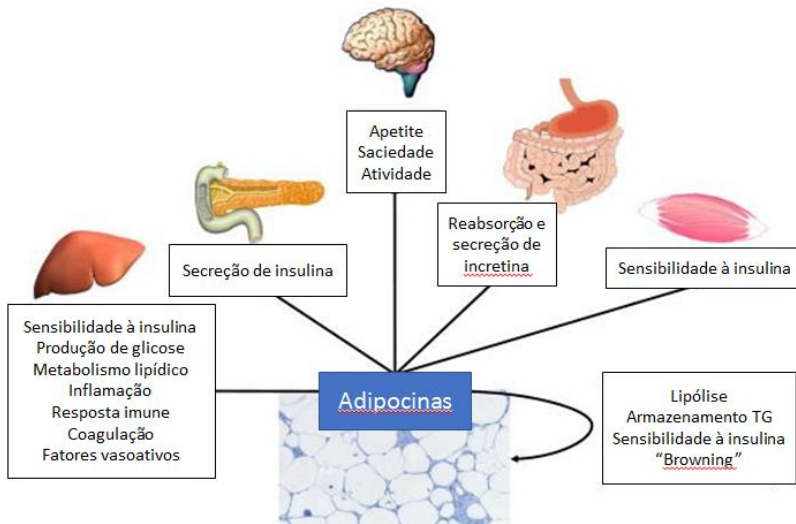 Apetite
Saciedade
Atividade
Reabsorção e
secreção de
incretina
Secreção de insulina
Sensibilidade à insulina
Sensibilidade à insulina
Produção de glicose
Metabolismo lipídico
Inflamação
Resposta imune
Coagulação
Fatores vasoativos
Adipocinas
Lipólise
Armazenamento TG
Sensibilidade à insulina
“Browning”